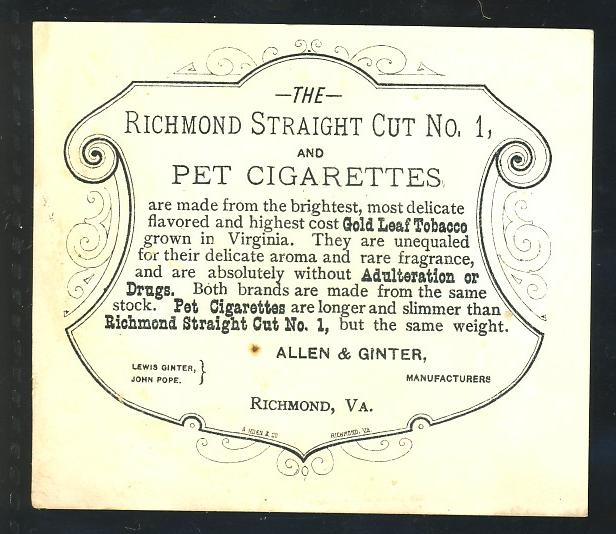 —THE—
RICHMOND STRAIGHT CUT No. 1,
AND
PET CIGARETTES
are made from the brightest, most delicate
flavored and highest cost Gold Leaf Tobacco
grown in Virginia. They are unequaled
for their delicate aroma and rare fragrance,
and are absolutely without Adulteration or
Drugs. Both brands are made from the same
stock. Pet Cigarettes are longer and slimmer than
Richmond Straight Cut No. 1, but the same weight.
ALLEN & GINTER,
LEWIS GINTER, }
JOHN POPE. }
MANUFACTURERS
RICHMOND, VA.
A HOEN & CO RICHMOND, VA